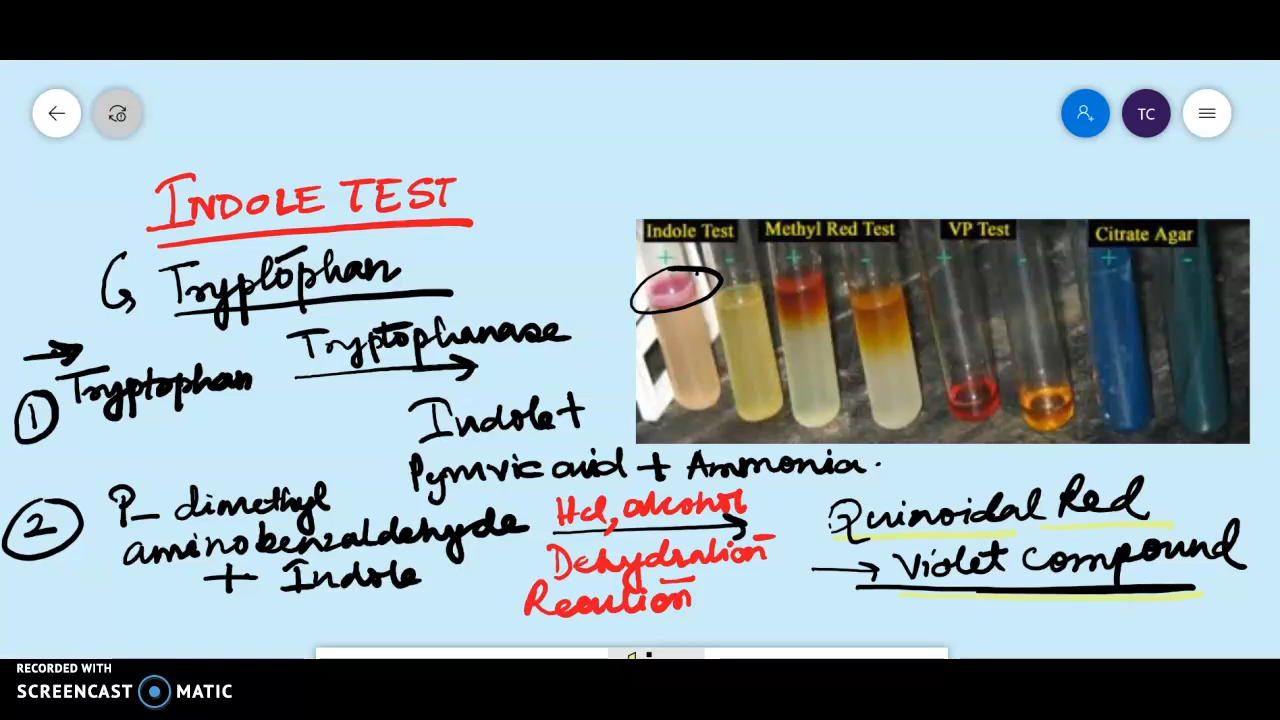 TC
INDOLE TEST
Tryptophan
Tryptophanase
Tryptophan
1
Indole +
Pyruvic acid + Ammonia.
2
P- dimethyl
aminobenzaldehyde
+ Indole
Hcl, alcohol
Dehydration
Reaction
Quinoidal Red
Violet compound
Indole Test
Methyl Red Test
VP Test
Citrate Agar
+ - + - + - + -
RECORDED WITH
SCREENCAST MATIC